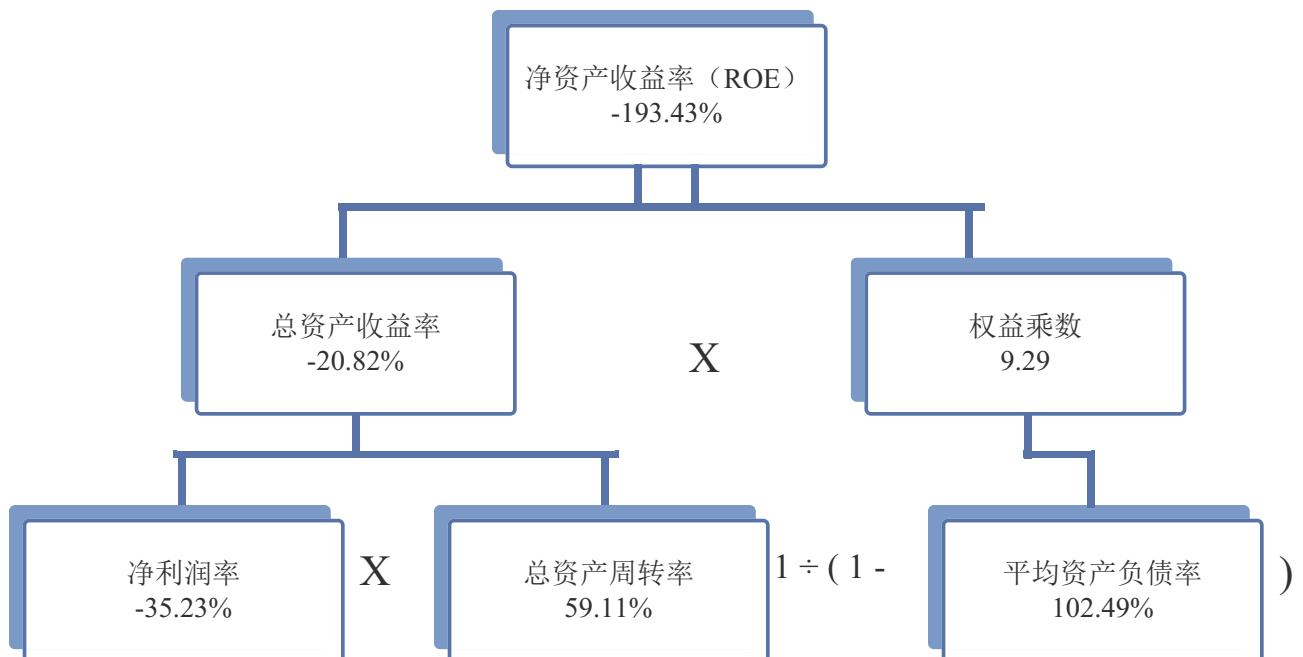 净资产收益率（ROE）
-193.43%
总资产收益率
-20.82%
X
权益乘数
9.29
净利润率
-35.23%
X
总资产周转率
59.11%
1 ÷ ( 1 -
平均资产负债率
102.49%
)